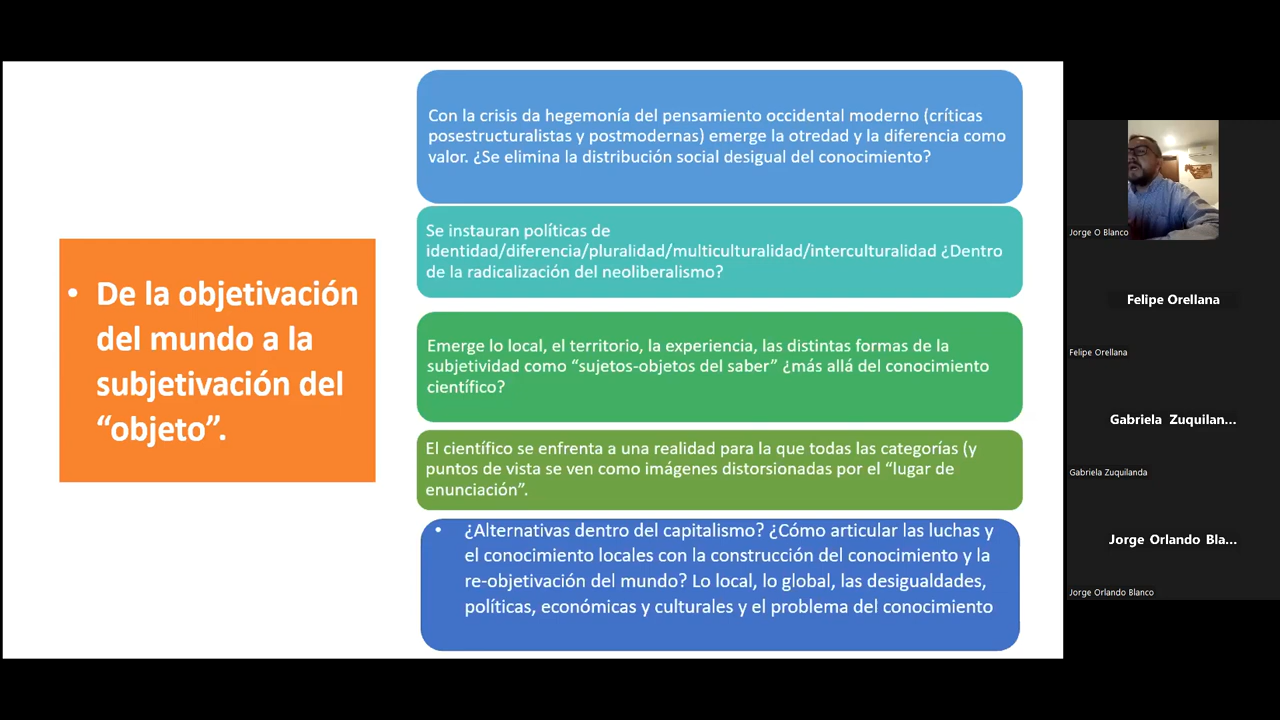 • De la objetivación
del mundo a la
subjetivación del
“objeto”.
Con la crisis da hegemonía del pensamiento occidental moderno (críticas
posestructuralistas y postmodernas) emerge la otredad y la diferencia como
valor. ¿Se elimina la distribución social desigual del conocimiento?
Se instauran políticas de
identidad/diferencia/pluralidad/multiculturalidad/interculturalidad ¿Dentro
de la radicalización del neoliberalismo?
Emerge lo local, el territorio, la experiencia, las distintas formas de la
subjetividad como “sujetos-objetos del saber” ¿más allá del conocimiento
científico?
El científico se enfrenta a una realidad para la que todas las categorías (y
puntos de vista se ven como imágenes distorsionadas por el “lugar de
enunciación”.
• ¿Alternativas dentro del capitalismo? ¿Cómo articular las luchas y
el conocimiento locales con la construcción del conocimiento y la
re-objetivación del mundo? Lo local, lo global, las desigualdades,
políticas, económicas y culturales y el problema del conocimiento
Jorge O Blanco
Felipe Orellana
Felipe Orellana
Gabriela Zuquilan...
Gabriela Zuquilanda
Jorge Orlando Bla...
Jorge Orlando Blanco